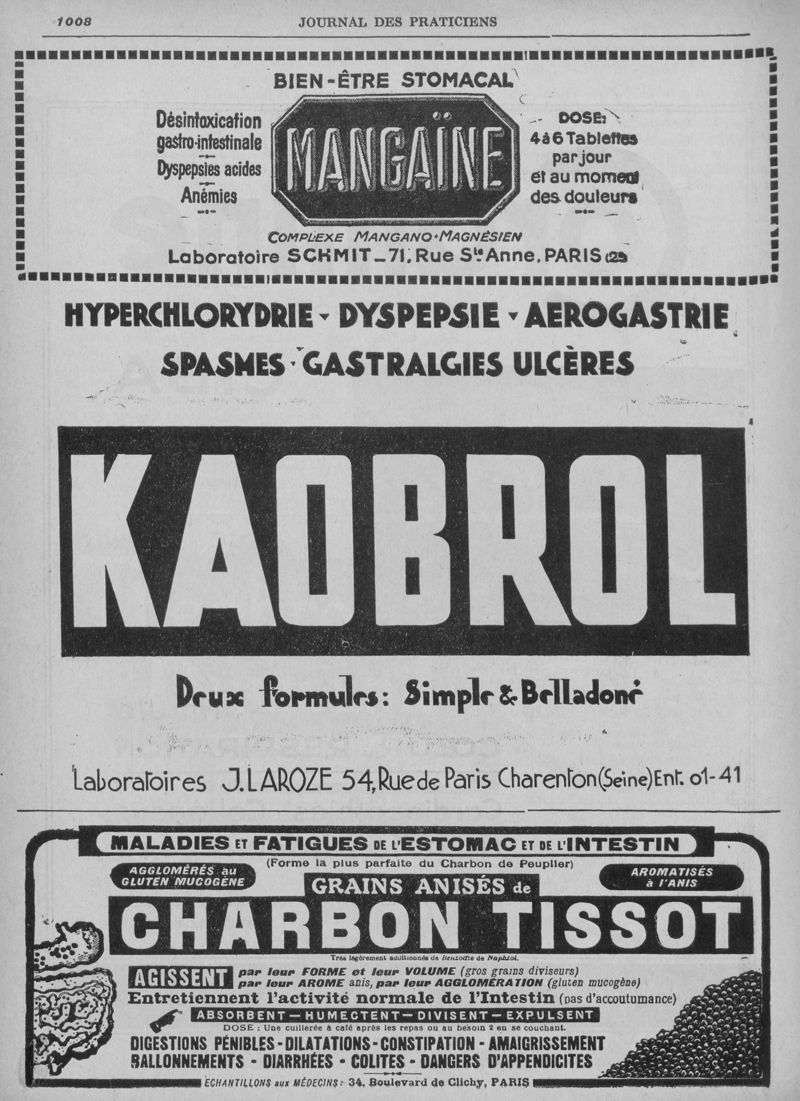 1008
JOURNAL DES PRATICIENS
BIEN-ÊTRE STOMACAL
Désintoxication
gastro-intestinale
Dyspepsies acides
Anémies
MANGAÏNE
DOSE:
4 à 6 Tablettes
par jour
et au moment
des douleurs
COMPLEXE MANGANO-MAGNÉSIEN
Laboratoire SCHMIT_71, Rue Ste Anne, PARIS (2e)
HYPERCHLORYDRIE - DYSPEPSIE - AEROGASTRIE
SPASMES - GASTRALGIES ULCÈRES
KAOBROL
Deux formules: Simple & Belladoné
Laboratoires J. LAROZE 54, Rue de Paris Charenton (Seine) Ent. 01-41
MALADIES ET FATIGUES DE L'ESTOMAC ET DE L'INTESTIN
(Forme la plus parfaite du Charbon de Peuplier)
AGGLOMÉRÉS au
GLUTEN MUCOGÈNE
GRAINS ANISÉS de
AROMATISÉS
à l'ANIS
CHARBON TISSOT
Très légèrement additionnés de Benzoate de Naphtol.
AGISSENT
par leur FORME et leur VOLUME (gros grains diviseurs)
par leur AROME anis, par leur AGGLOMÉRATION (gluten mucogène)
Entretiennent l'activité normale de l'Intestin (pas d'accoutumance)
ABSORBENT — HUMECTENT — DIVISENT — EXPULSENT
DOSE : Une cuillerée à café après les repas ou au besoin 2 en se couchant.
DIGESTIONS PÉNIBLES - DILATATIONS - CONSTIPATION - AMAIGRISSEMENT
BALLONNEMENTS - DIARRHÉES - COLITES - DANGERS D'APPENDICITES
ÉCHANTILLONS aux MÉDECINS : 34, Boulevard de Clichy, PARIS